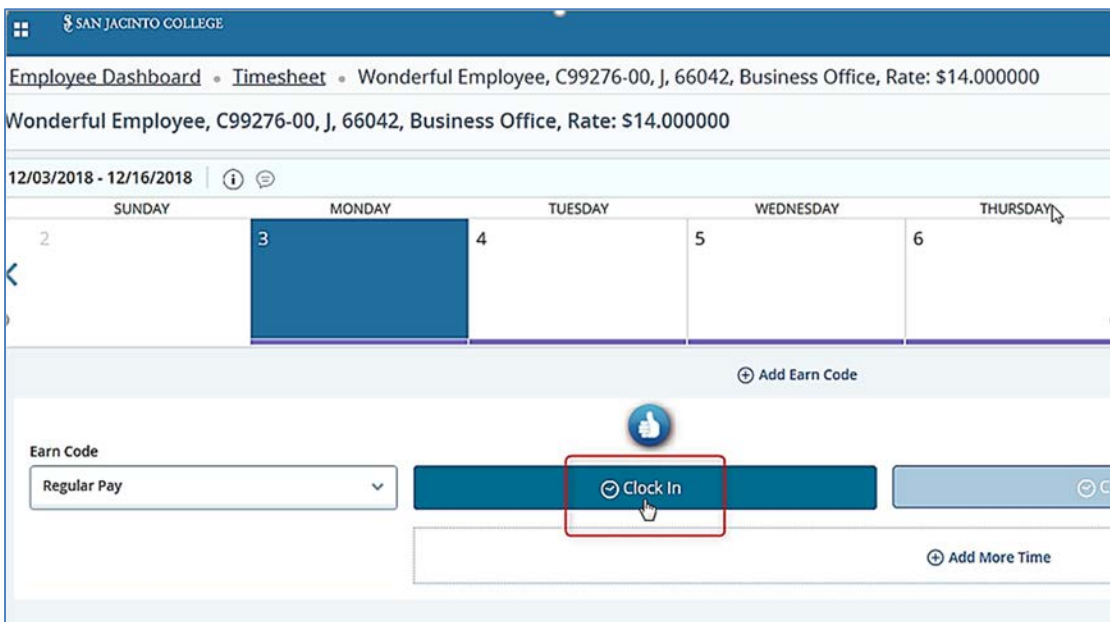 SAN JACINTO COLLEGE
Employee Dashboard • Timesheet • Wonderful Employee, C99276-00, J, 66042, Business Office, Rate: $14.000000
Wonderful Employee, C99276-00, J, 66042, Business Office, Rate: $14.000000
12/03/2018 - 12/16/2018
SUNDAY MONDAY TUESDAY WEDNESDAY THURSDAY
2 3 4 5 6
Add Earn Code
Earn Code
Regular Pay Clock In
Add More Time